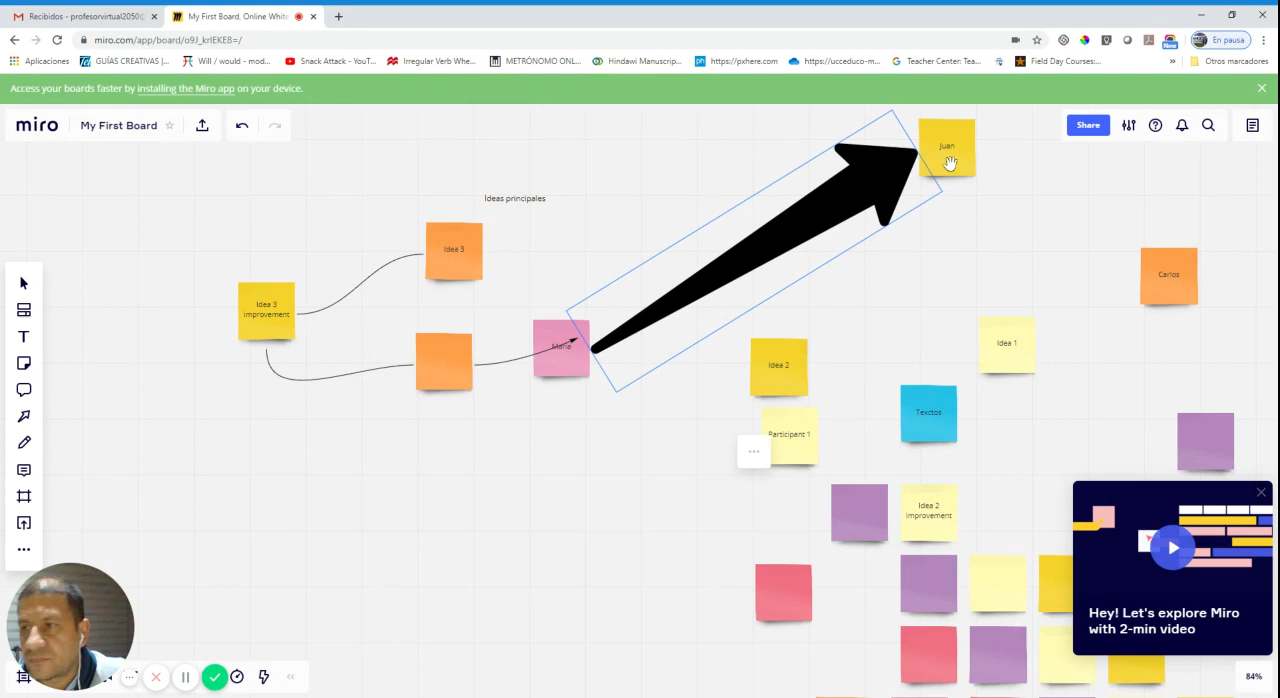 Recibidos - profesorvirtual2050@
My First Board, Online White
miro.com/app/board/o9J_krIEKE8=/
New
En pausa
Aplicaciones
GUÍAS CREATIVAS |...
Will / would - mod...
Snack Attack - YouT...
Irregular Verb Whe...
METRÓNOMO ONL...
Hindawi Manuscrip...
https://pxhere.com
https://ucceduco-m...
Teacher Center: Tea...
Field Day Courses:...
»
Otros marcadores
Access your boards faster by installing the Miro app on your device.
miro
My First Board
Share
Juan
Ideas principales
Idea 3
Carlos
Idea 3
improvement
Maria
Idea 1
Idea 2
Texctos
Participant 1
Idea 2
improvement
Hey! Let's explore Miro
with 2-min video
84%